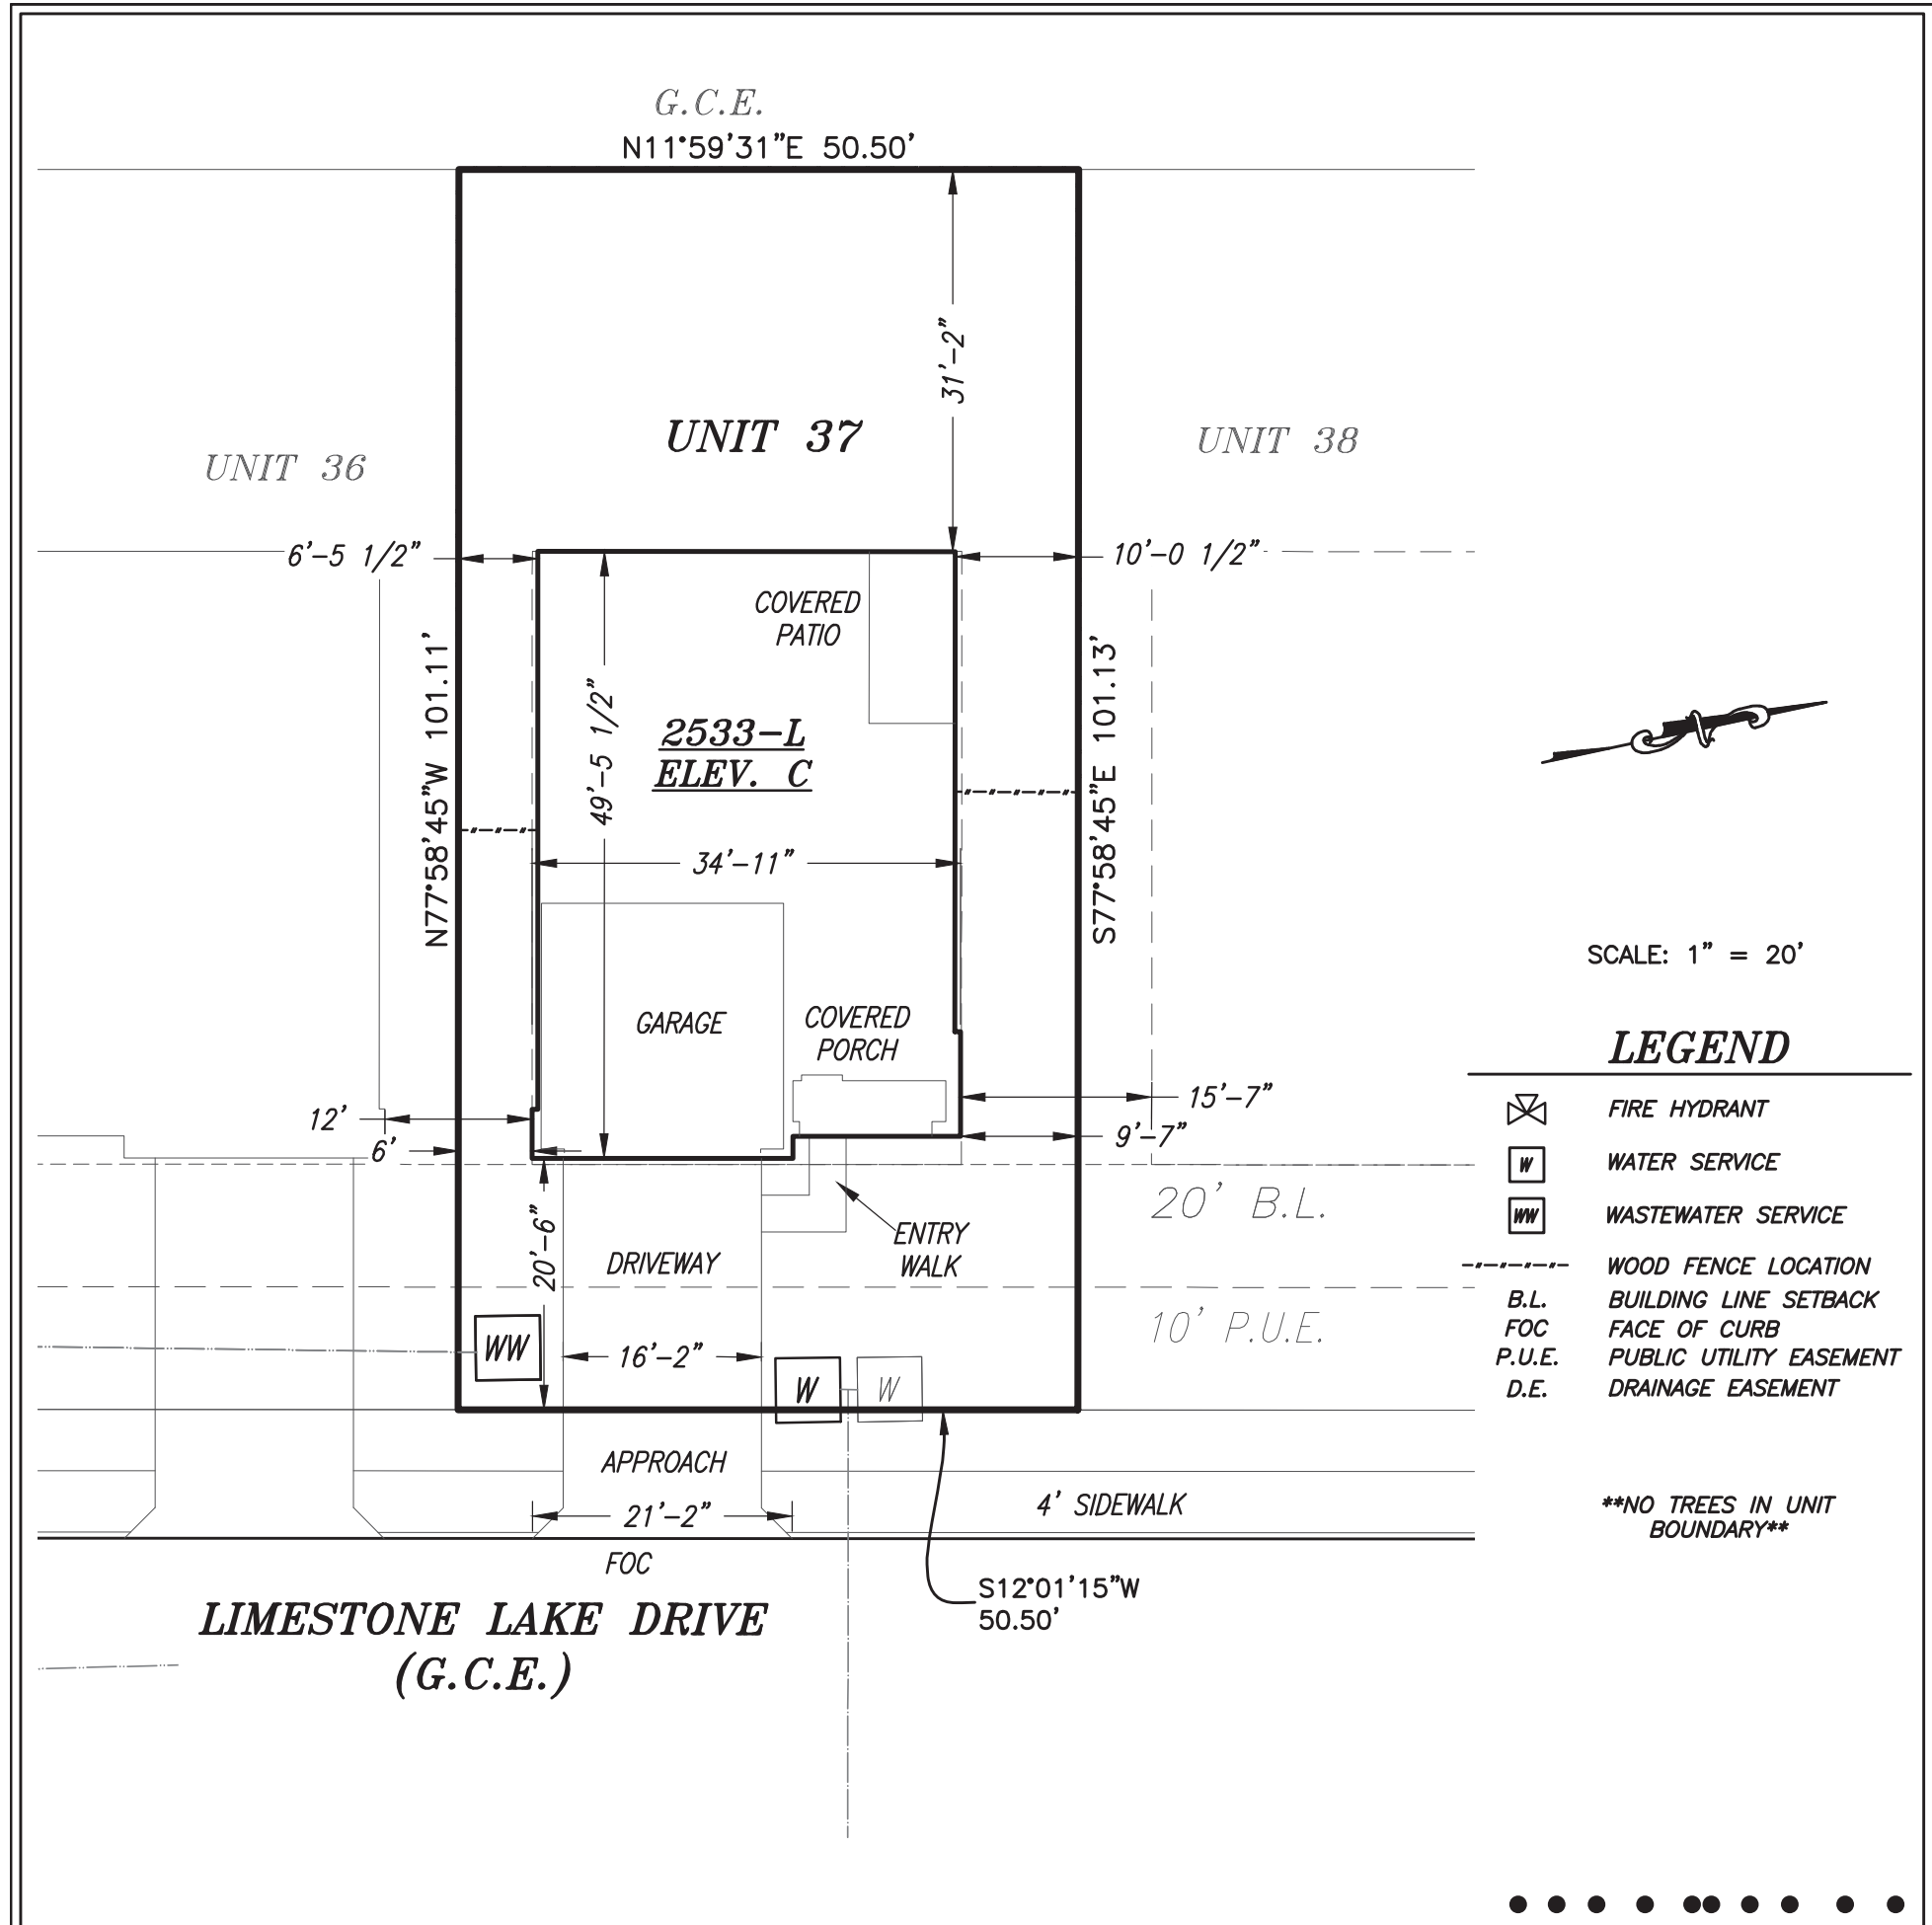 G.C.E.
N11°59'31"E 50.50'
31'-2"
UNIT 37
UNIT 36
UNIT 38
6'-5 1/2"
10'-0 1/2"
COVERED
PATIO
N77°58'45"W 101.11'
S77°58'45"E 101.13'
49'-5 1/2"
2533-L
ELEV. C
34'-11"
GARAGE
COVERED
PORCH
12'
6'
15'-7"
9'-7"
20' B.L.
20'-6"
DRIVEWAY
ENTRY
WALK
10' P.U.E.
WW
16'-2"
W
W
APPROACH
21'-2"
4' SIDEWALK
FOC
S12°01'15"W
50.50'
LIMESTONE LAKE DRIVE
(G.C.E.)
SCALE: 1" = 20'
LEGEND
FIRE HYDRANT
W WATER SERVICE
WW WASTEWATER SERVICE
WOOD FENCE LOCATION
B.L. BUILDING LINE SETBACK
FOC FACE OF CURB
P.U.E. PUBLIC UTILITY EASEMENT
D.E. DRAINAGE EASEMENT
**NO TREES IN UNIT
BOUNDARY**